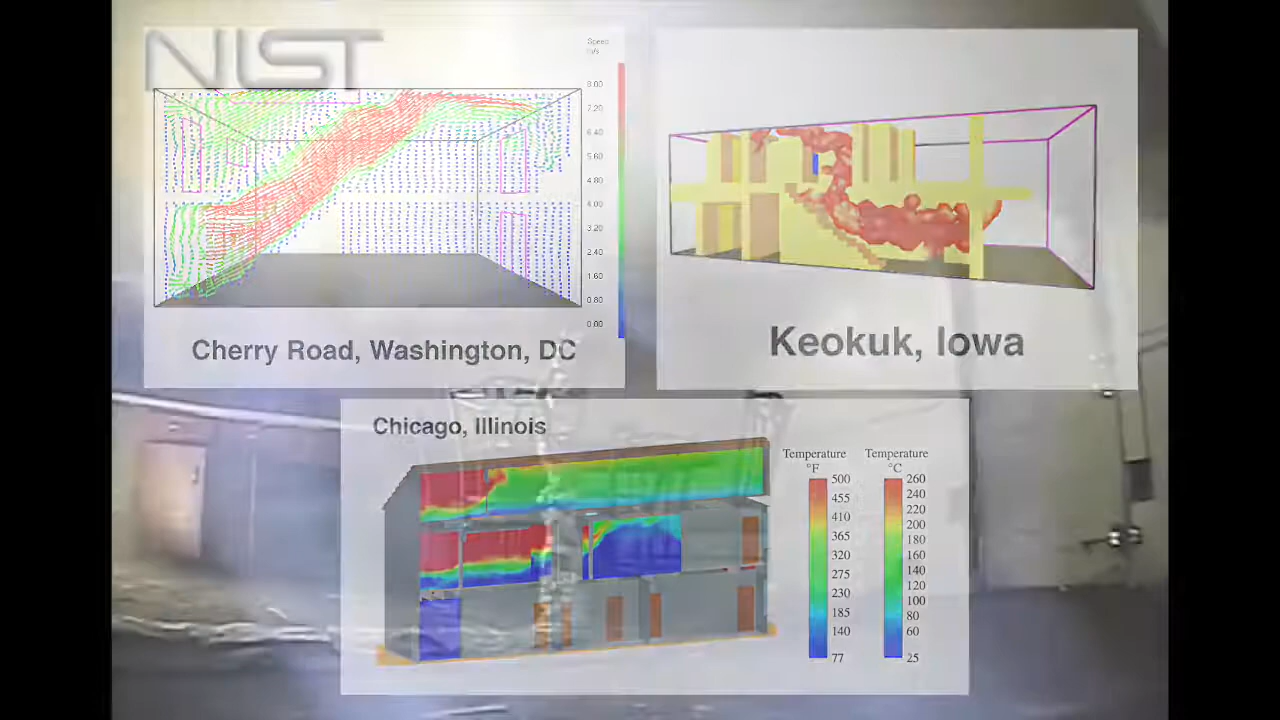 NIST
Speed
m/s
8.00
7.20
6.40
5.60
4.80
4.00
3.20
2.40
1.60
0.80
0.00
Cherry Road, Washington, DC
Keokuk, Iowa
Chicago, Illinois
Temperature Temperature
°F °C
500 260
455 240
410 220
365 200
320 180
275 160
230 140
185 120
140 100
77 80
60
25